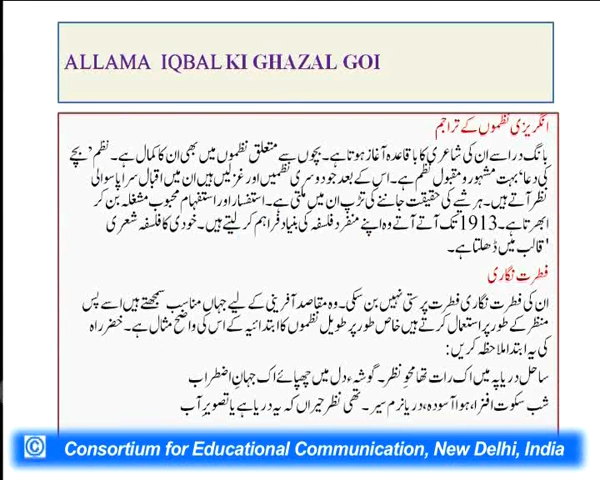 ALLAMA IQBAL KI GHAZAL GOI
انگریزی نظموں کے تراجم
بانگ درا سے ان کی شاعری کا باقاعدہ آغاز ہوتا ہے۔ بچوں سے متعلق نظموں میں بھی ان کا کمال ہے۔ نظم 'بچے
کی دعا' بہت مشہور و مقبول نظم ہے۔ اس کے بعد جو دوسری نظمیں اور غزلیں ہیں ان میں اقبال سراپا سوالی
نظر آتے ہیں۔ ہر شے کی حقیقت جاننے کی تڑپ ان میں ملتی ہے۔ استفسار اور استفہام محبوب مشغلہ بن کر
ابھرتا ہے۔ 1913 تک آتے آتے وہ اپنے منفرد فلسفہ کی بنیاد فراہم کر لیتے ہیں۔ خودی کا فلسفہ شعری
قالب میں ڈھلتا ہے۔'
فطرت نگاری
ان کی فطرت نگاری فطرت پرستی نہیں بن سکی۔ وہ مقاصد آفرینی کے لیے جہاں مناسب سمجھتے ہیں اسے پس
منظر کے طور پر استعمال کرتے ہیں خاص طور پر طویل نظموں کا ابتدائیہ کے اس کی واضح مثال ہے۔ خضر راہ
کی یہ ابتدا ملاحظہ کریں:
ساحل دریا پہ میں اک رات تھا محوِ نظر۔ گوشہء دل میں چھپائے اک جہانِ اضطراب
شب سکوت افزا، ہوا آسودہ، دریا نرم سیر۔ تھی نظر حیراں کہ یہ دریا ہے یا تصویرِ آب
© Consortium for Educational Communication, New Delhi, India